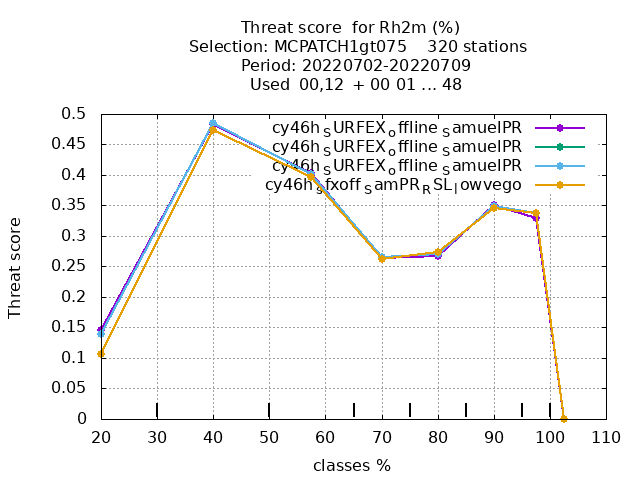 Threat score for Rh2m (%)
Selection: MCPATCH1gt075 320 stations
Period: 20220702-20220709
Used 00,12 + 00 01 ... 48
cy46h_SURFEX_offline_SamuelPR
cy46h_SURFEX_offline_SamuelPR
cy46h_SURFEX_offline_SamuelPR
cy46h_sfxoff_SamPR_RSL_lowvego
Threat score
0.5
0.45
0.4
0.35
0.3
0.25
0.2
0.15
0.1
0.05
0
20 30 40 50 60 70 80 90 100 110
classes %